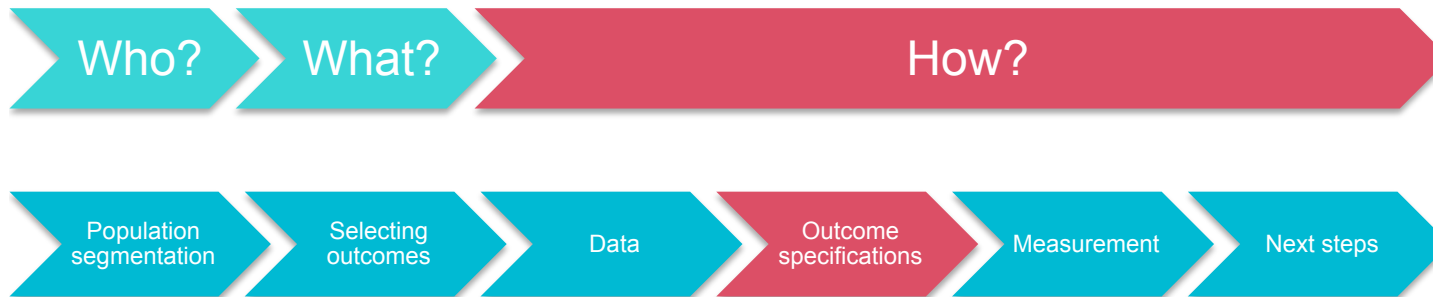 Who?
What?
How?
Population
segmentation
Selecting
outcomes
Data
Outcome
specifications
Measurement
Next steps